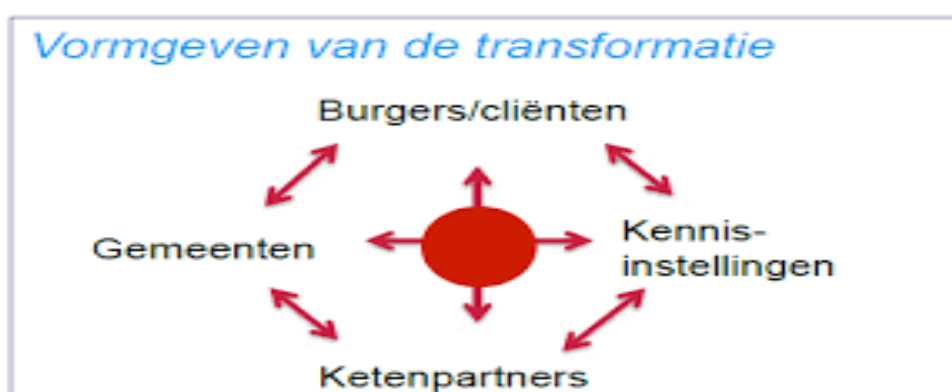 Vormgeven van de transformatie
Burgers/cliënten
Gemeenten
Kennis-
instellingen
Ketenpartners